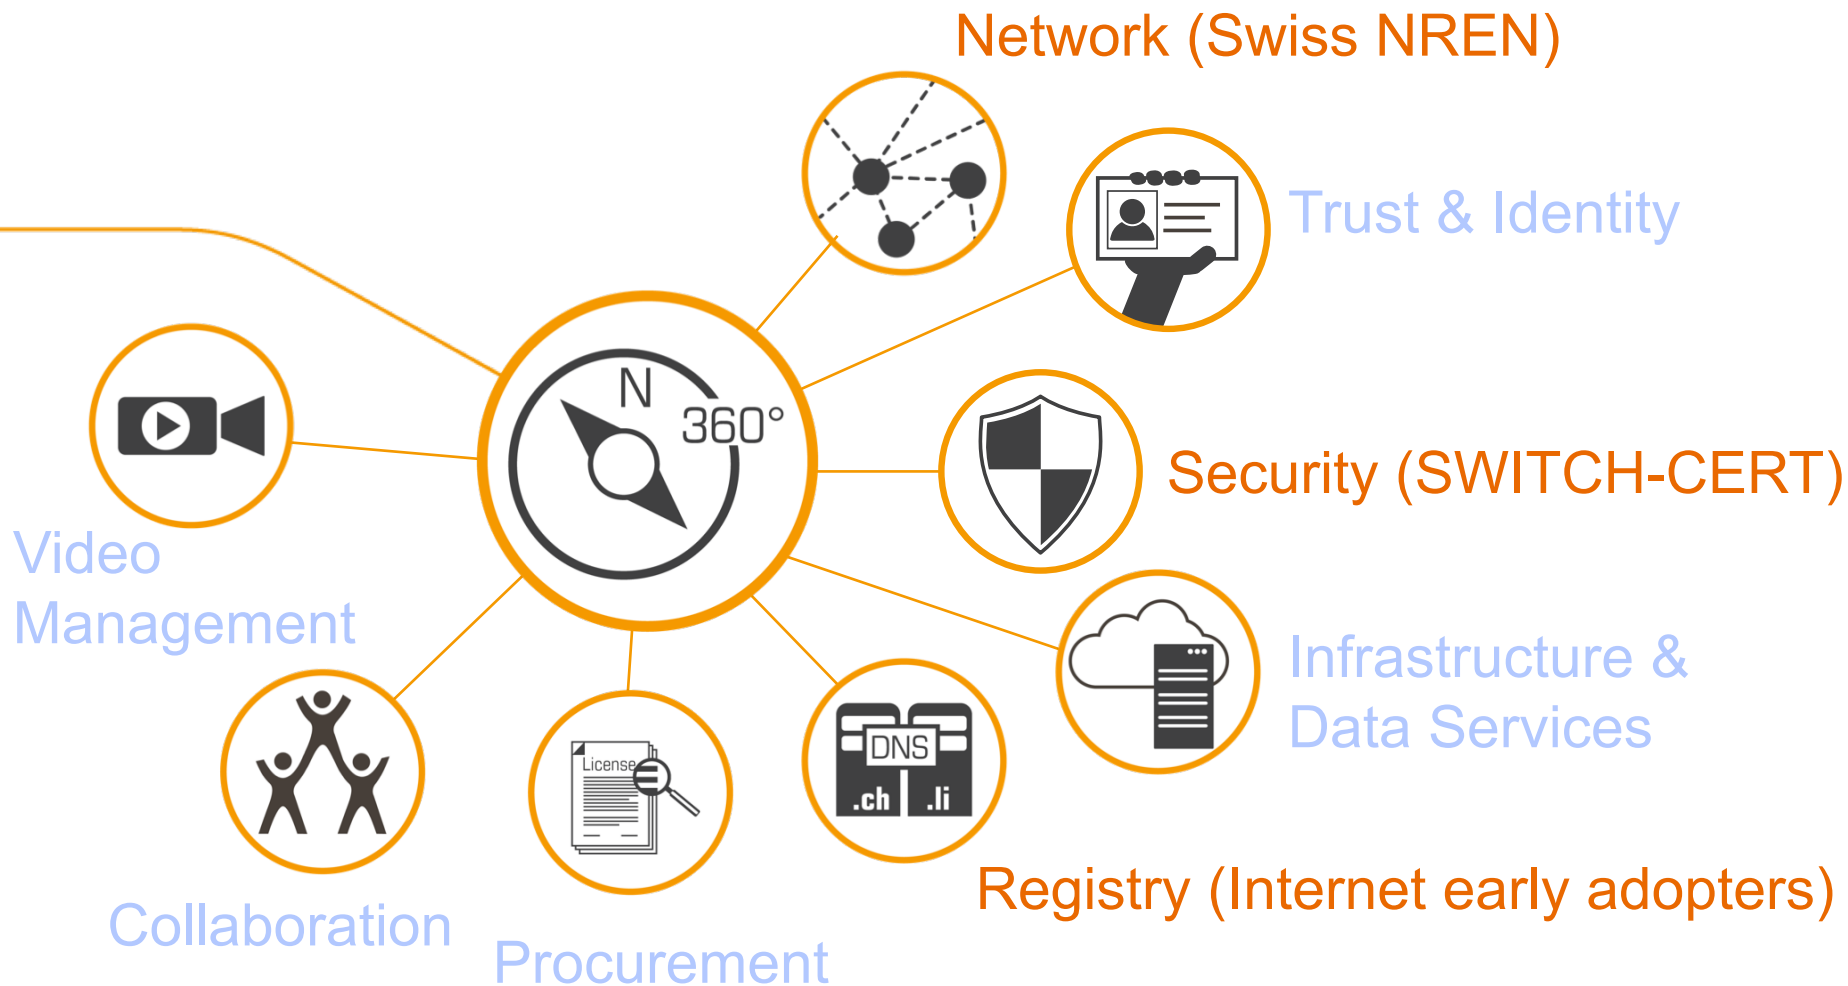 Network (Swiss NREN)
Trust & Identity
N
360°
Security (SWITCH-CERT)
Video
Management
Infrastructure &
Data Services
License
DNS
.ch .li
Registry (Internet early adopters)
Collaboration
Procurement